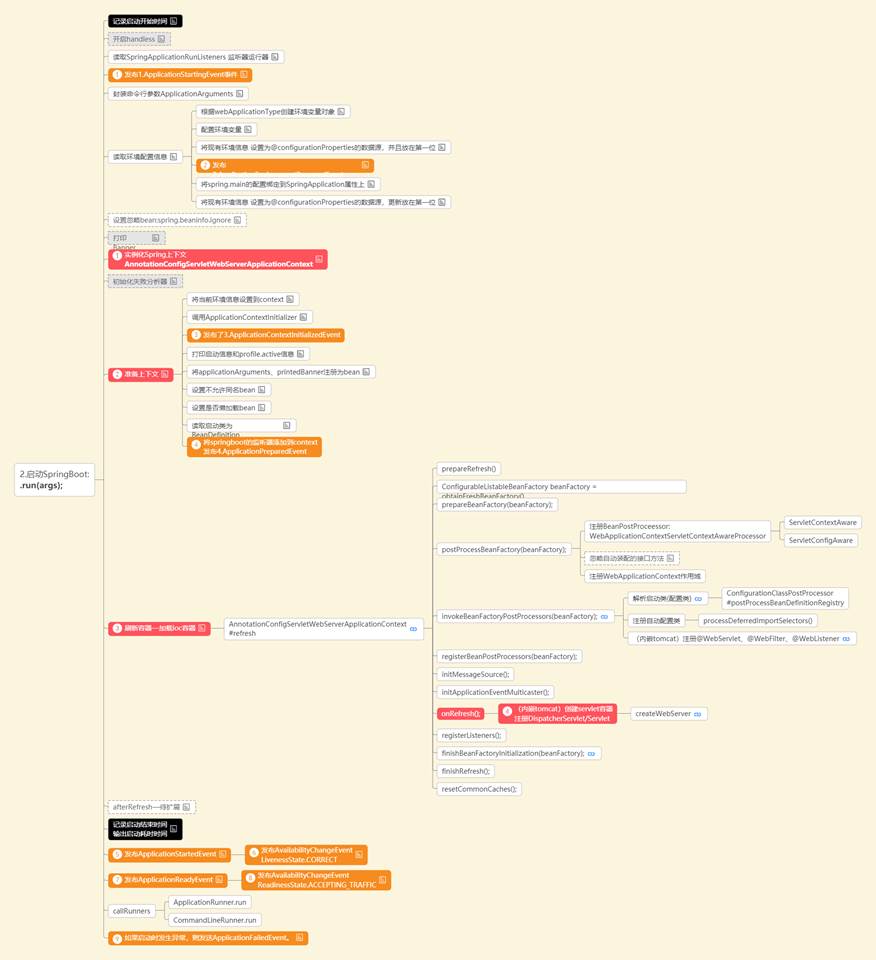 记录启动开始时间
开启handless
读取SpringApplicationRunListeners 监听器运行器
1 发布1.ApplicationStartingEvent事件
封装命令行参数ApplicationArguments
读取环境配置信息
根据webApplicationType创建环境变量对象
配置环境变量
将现有环境信息 设置为@configurationProperties的数据源，并且放在第一位
2 发布
将spring.main的配置绑定到SpringApplication属性上
将现有环境信息 设置为@configurationProperties的数据源，更新放在第一位
设置忽略bean:spring.beaninfo.ignore
打印
Banner
1 实例化Spring上下文
AnnotationConfigServletWebServerApplicationContext
初始化失败分析器
2 准备上下文
将当前环境信息设置到context
调用ApplicationContextInitializer
3 发布了3.ApplicationContextInitializedEvent
打印启动信息和profile.active信息
将applicationArguments、printedBanner注册为bean
设置不允许同名bean
设置是否懒加载bean
读取启动类为
BeanDefinition
4 将springboot的监听器添加到context
发布4.ApplicationPreparedEvent
2.启动SpringBoot:
.run(args);
3 刷新容器—加载ioc容器
AnnotationConfigServletWebServerApplicationContext
#refresh
prepareRefresh()
ConfigurableListableBeanFactory beanFactory =
obtainFreshBeanFactory()
prepareBeanFactory(beanFactory);
postProcessBeanFactory(beanFactory);
注册BeanPostProceessor:
WebApplicationContextServletContextAwareProcessor
ServletContextAware
ServletConfigAware
忽略自动装配的接口方法
注册WebApplicationContext作用域
invokeBeanFactoryPostProcessors(beanFactory);
解析启动类(配置类)
ConfigurationClassPostProcessor
#postProcessBeanDefinitionRegistry
注册自动配置类
processDeferredImportSelectors()
（内嵌tomcat）注册@WebServlet、@WebFilter、@WebListener
registerBeanPostProcessors(beanFactory);
initMessageSource();
initApplicationEventMulticaster();
onRefresh();
4 （内嵌tomcat）创建servlet容器
注册DispatcherServlet/Servlet
createWebServer
registerListeners();
finishBeanFactoryInitialization(beanFactory);
finishRefresh();
resetCommonCaches();
afterRefresh—待扩展
记录启动结束时间
输出启动耗时时间
5 发布ApplicationStartedEvent
6 发布AvailabilityChangeEvent
LivenessState.CORRECT
7 发布ApplicationReadyEvent
8 发布AvailabilityChangeEvent
ReadinessState.ACCEPTING_TRAFFIC
callRunners
ApplicationRunner.run
CommandLineRunner.run
9 如果启动时发生异常，则发送ApplicationFailedEvent。